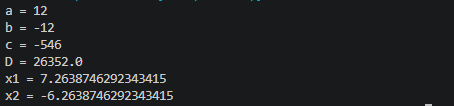 a = 12
b = -12
c = -546
D = 26352.0
x1 = 7.2638746292343415
x2 = -6.2638746292343415